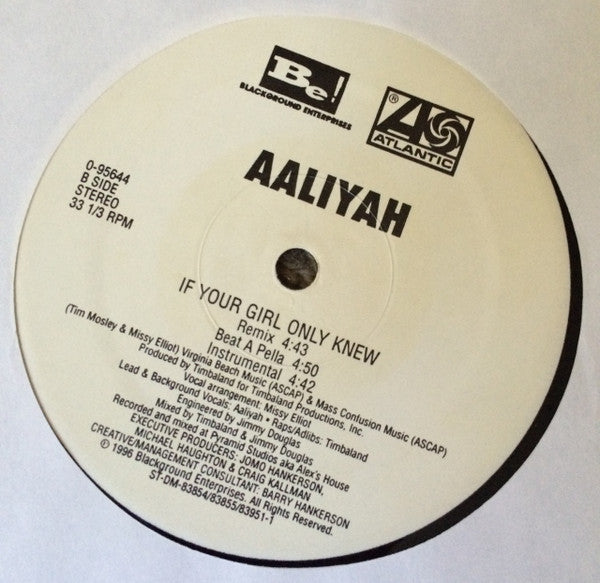 Be!
BLACKGROUND ENTERPRISES
®
ATLANTIC
AALIYAH
0-95644
B SIDE
STEREO
33 1/3 RPM
IF YOUR GIRL ONLY KNEW
Remix 4:43
Beat A Pella 4:50
Instrumental 4:42
(Tim Mosley & Missy Elliot) Virginia Beach Music (ASCAP) & Mass Confusion Music (ASCAP)
Produced by Timbaland for Timbaland Productions, Inc.
Vocal arrangement: Missy Elliot
Lead & Background Vocals: Aaliyah • Raps/Adlibs: Timbaland
Engineered by Jimmy Douglas
Mixed by Timbaland & Jimmy Douglas
Recorded and mixed at Pyramid Studios aka Alex's House
EXECUTIVE PRODUCERS: JOMO HANKERSON,
MICHAEL HAUGHTON & CRAIG KALLMAN
CREATIVE/MANAGEMENT CONSULTANT: BARRY HANKERSON
℗ 1996 Blackground Enterprises. All Rights Reserved.
ST-DM-83854/83855/83951-1